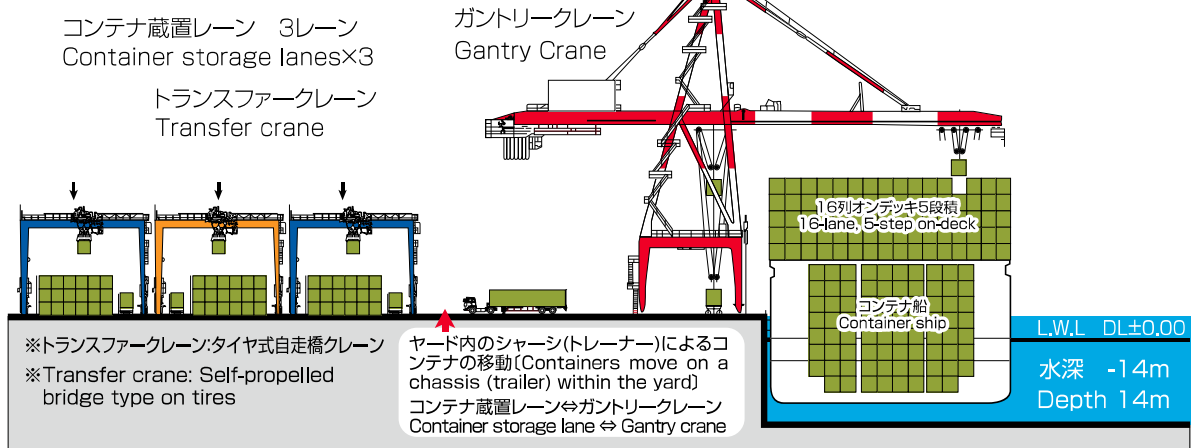 コンテナ蔵置レーン　3レーン
Container storage lanes×3
トランスファークレーン
Transfer crane
ガントリークレーン
Gantry Crane
16列オンデッキ5段積
16-lane, 5-step on-deck
コンテナ船
Container ship
L.W.L DL±0.00
水深 -14m
Depth 14m
※トランスファークレーン:タイヤ式自走橋クレーン
※Transfer crane: Self-propelled
bridge type on tires
ヤード内のシャーシ(トレーナー)によるコ
ンテナの移動〔Containers move on a
chassis (trailer) within the yard〕
コンテナ蔵置レーン⇔ガントリークレーン
Container storage lane ⇔ Gantry crane